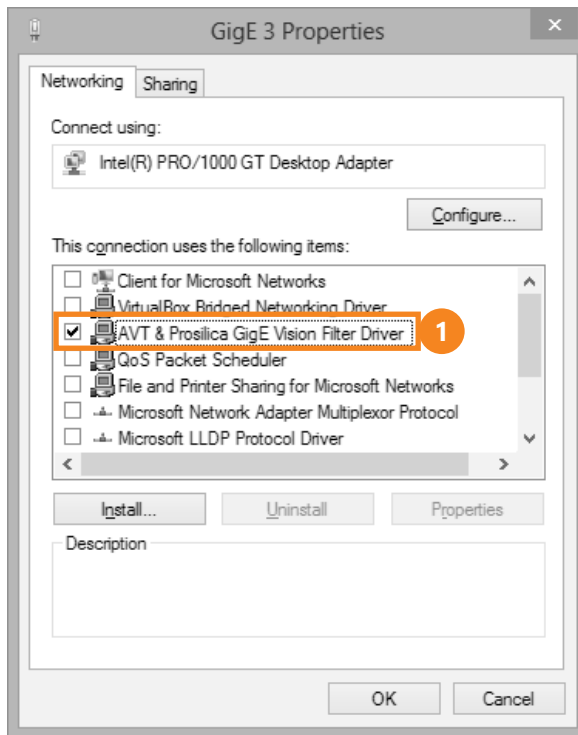 GigE 3 Properties
Networking
Sharing
Connect using:
Intel(R) PRO/1000 GT Desktop Adapter
Configure...
This connection uses the following items:
Client for Microsoft Networks
VirtualBox Bridged Networking Driver
AVT & Prosilica GigE Vision Filter Driver
1
QoS Packet Scheduler
File and Printer Sharing for Microsoft Networks
Microsoft Network Adapter Multiplexor Protocol
Microsoft LLDP Protocol Driver
Install...
Uninstall
Properties
Description
OK
Cancel